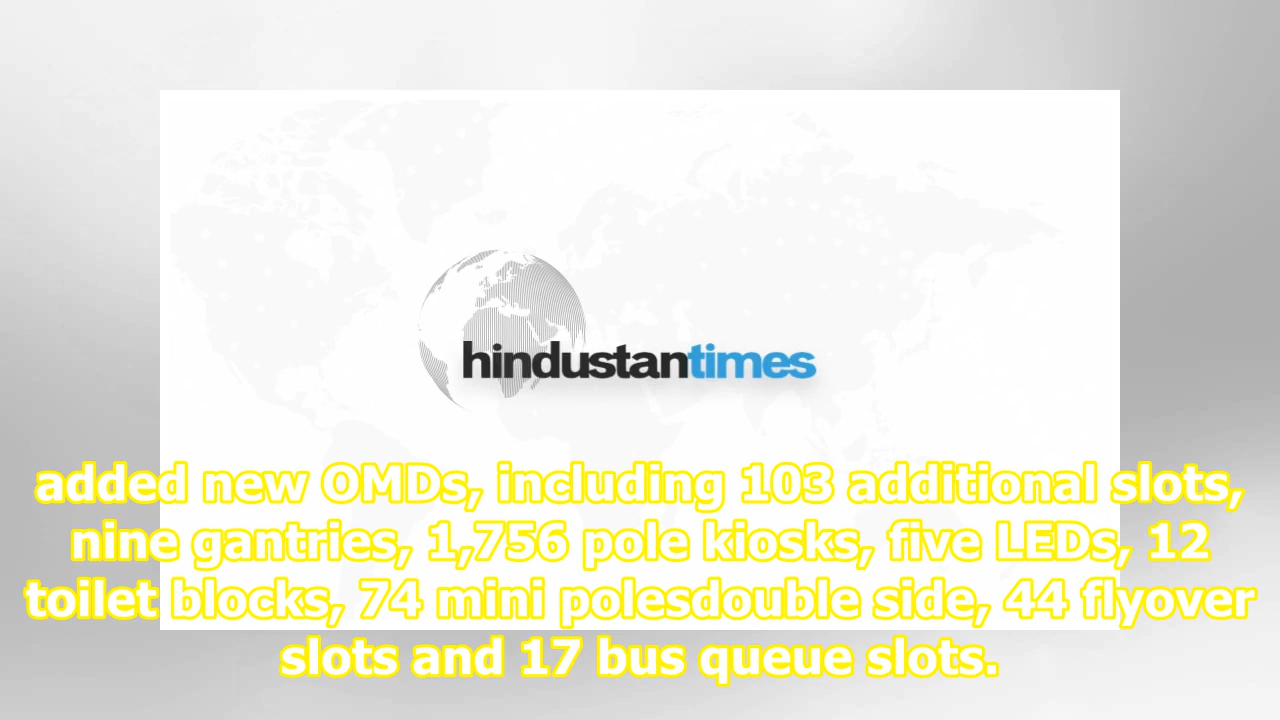 hindustantimes
added new OMDs, including 103 additional slots,
nine gantries, 1,756 pole kiosks, five LEDs, 12
toilet blocks, 74 mini polesdouble side, 44 flyover
slots and 17 bus queue slots.